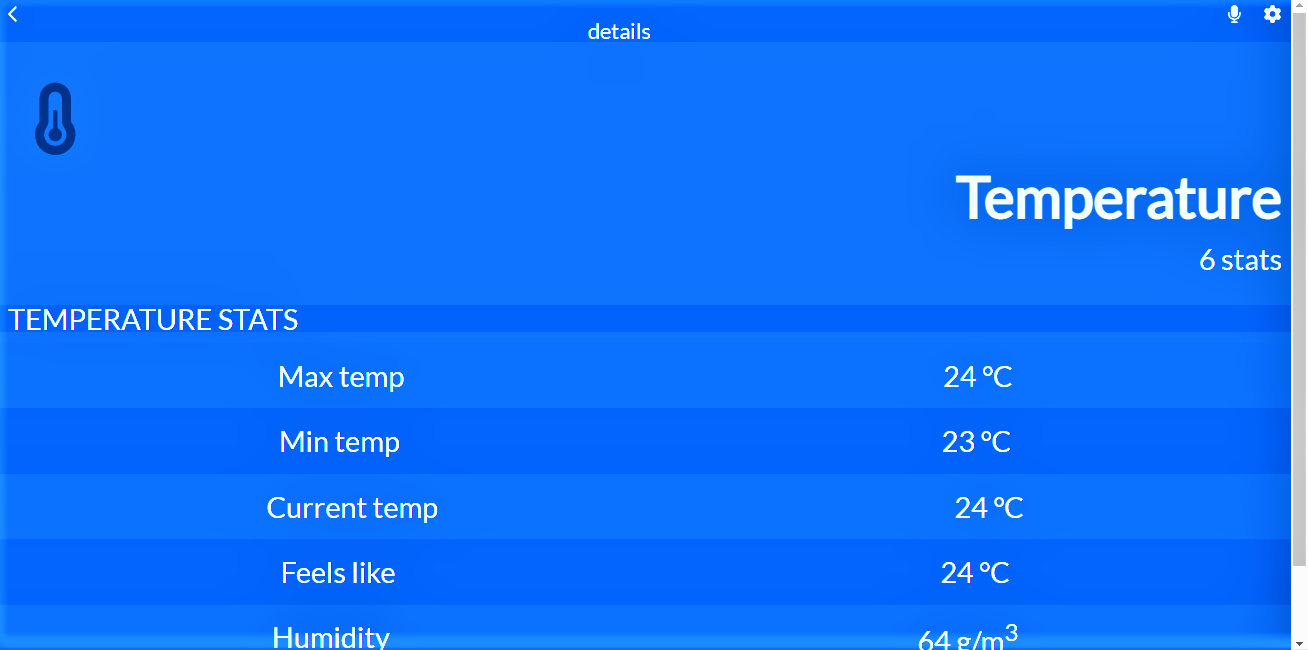 details
Temperature
6 stats
TEMPERATURE STATS
Max temp 24 °C
Min temp 23 °C
Current temp 24 °C
Feels like 24 °C
Humidity 64 g/m³